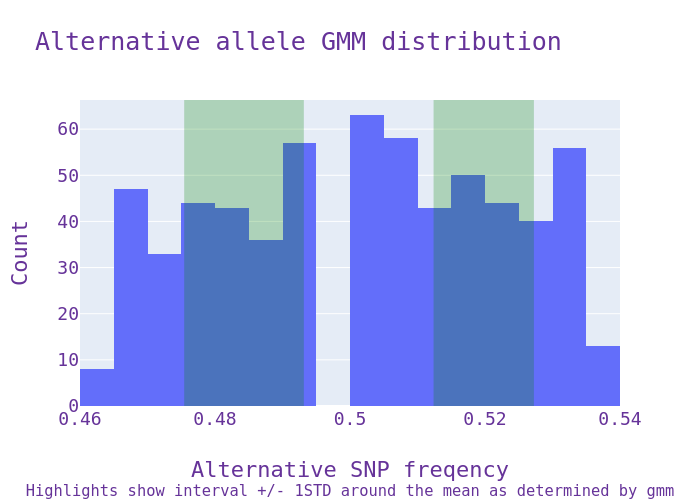 Alternative allele GMM distribution
60
50
40
30
20
10
0
Count
0.46 0.48 0.5 0.52 0.54
Alternative SNP freqency
Highlights show interval +/- 1STD around the mean as determined by gmm